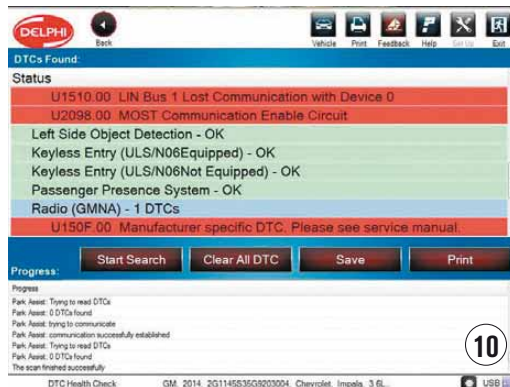 DELPHI
Back
Vehicle Print Feedback Help Set Up Exit
DTCs Found:
Status
U1510.00 LIN Bus 1 Lost Communication with Device 0
U2098.00 MOST Communication Enable Circuit
Left Side Object Detection - OK
Keyless Entry (ULS/N06Equipped) - OK
Keyless Entry (ULS/N06Not Equipped) - OK
Passenger Presence System - OK
Radio (GMNA) - 1 DTCs
U150F.00 Manufacturer specific DTC. Please see service manual.
Start Search Clear All DTC Save Print
Progress:
Progress
Park Assist: Trying to read DTCs
Park Assist: 0 DTCs found
Park Assist: trying to communicate
Park Assist: communication successfully established
Park Assist: Trying to read DTCs
Park Assist: 0 DTCs found
The scan finished successfully
10
DTC Health Check GM, 2014, 2G1145S35G9203004, Chevrolet, Impala, 3.6L... USB